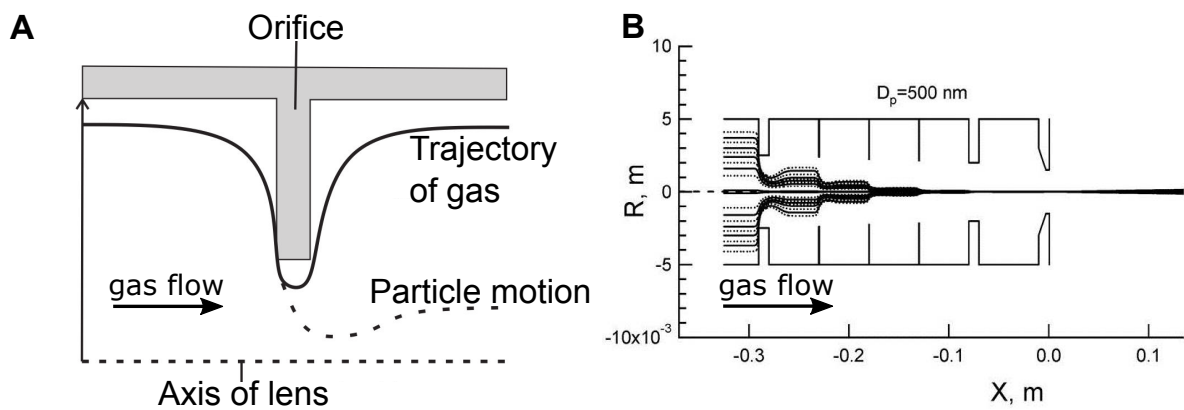 A
Orifice
Trajectory
of gas
gas flow
Particle motion
Axis of lens
B
10
5
0
-5
-10x10⁻³
R, m
Dₚ=500 nm
gas flow
-0.3
-0.2
-0.1
0.0
0.1
X, m